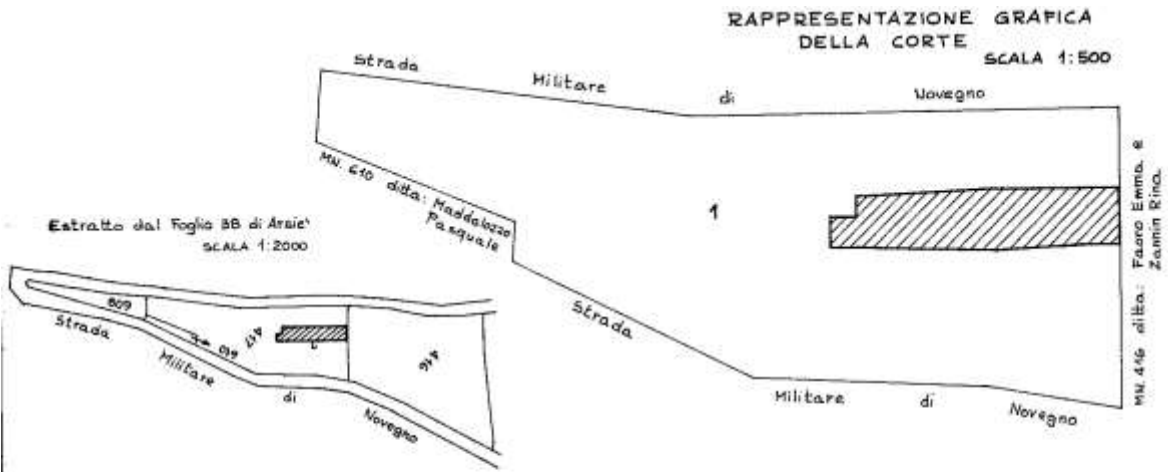 RAPPRESENTAZIONE GRAFICA
DELLA CORTE
SCALA 1:500
Strada Militare di Novegno
MN. 610 ditta: Maddalozzo
Pasquale
1
MN. 416 ditta: Faoro Emma e
Zannin Rina
Strada
Militare di Novegno
Estratto dal Foglio 38 di Arsie'
SCALA 1:2000
609
610
417
416
Strada Militare di Novegno